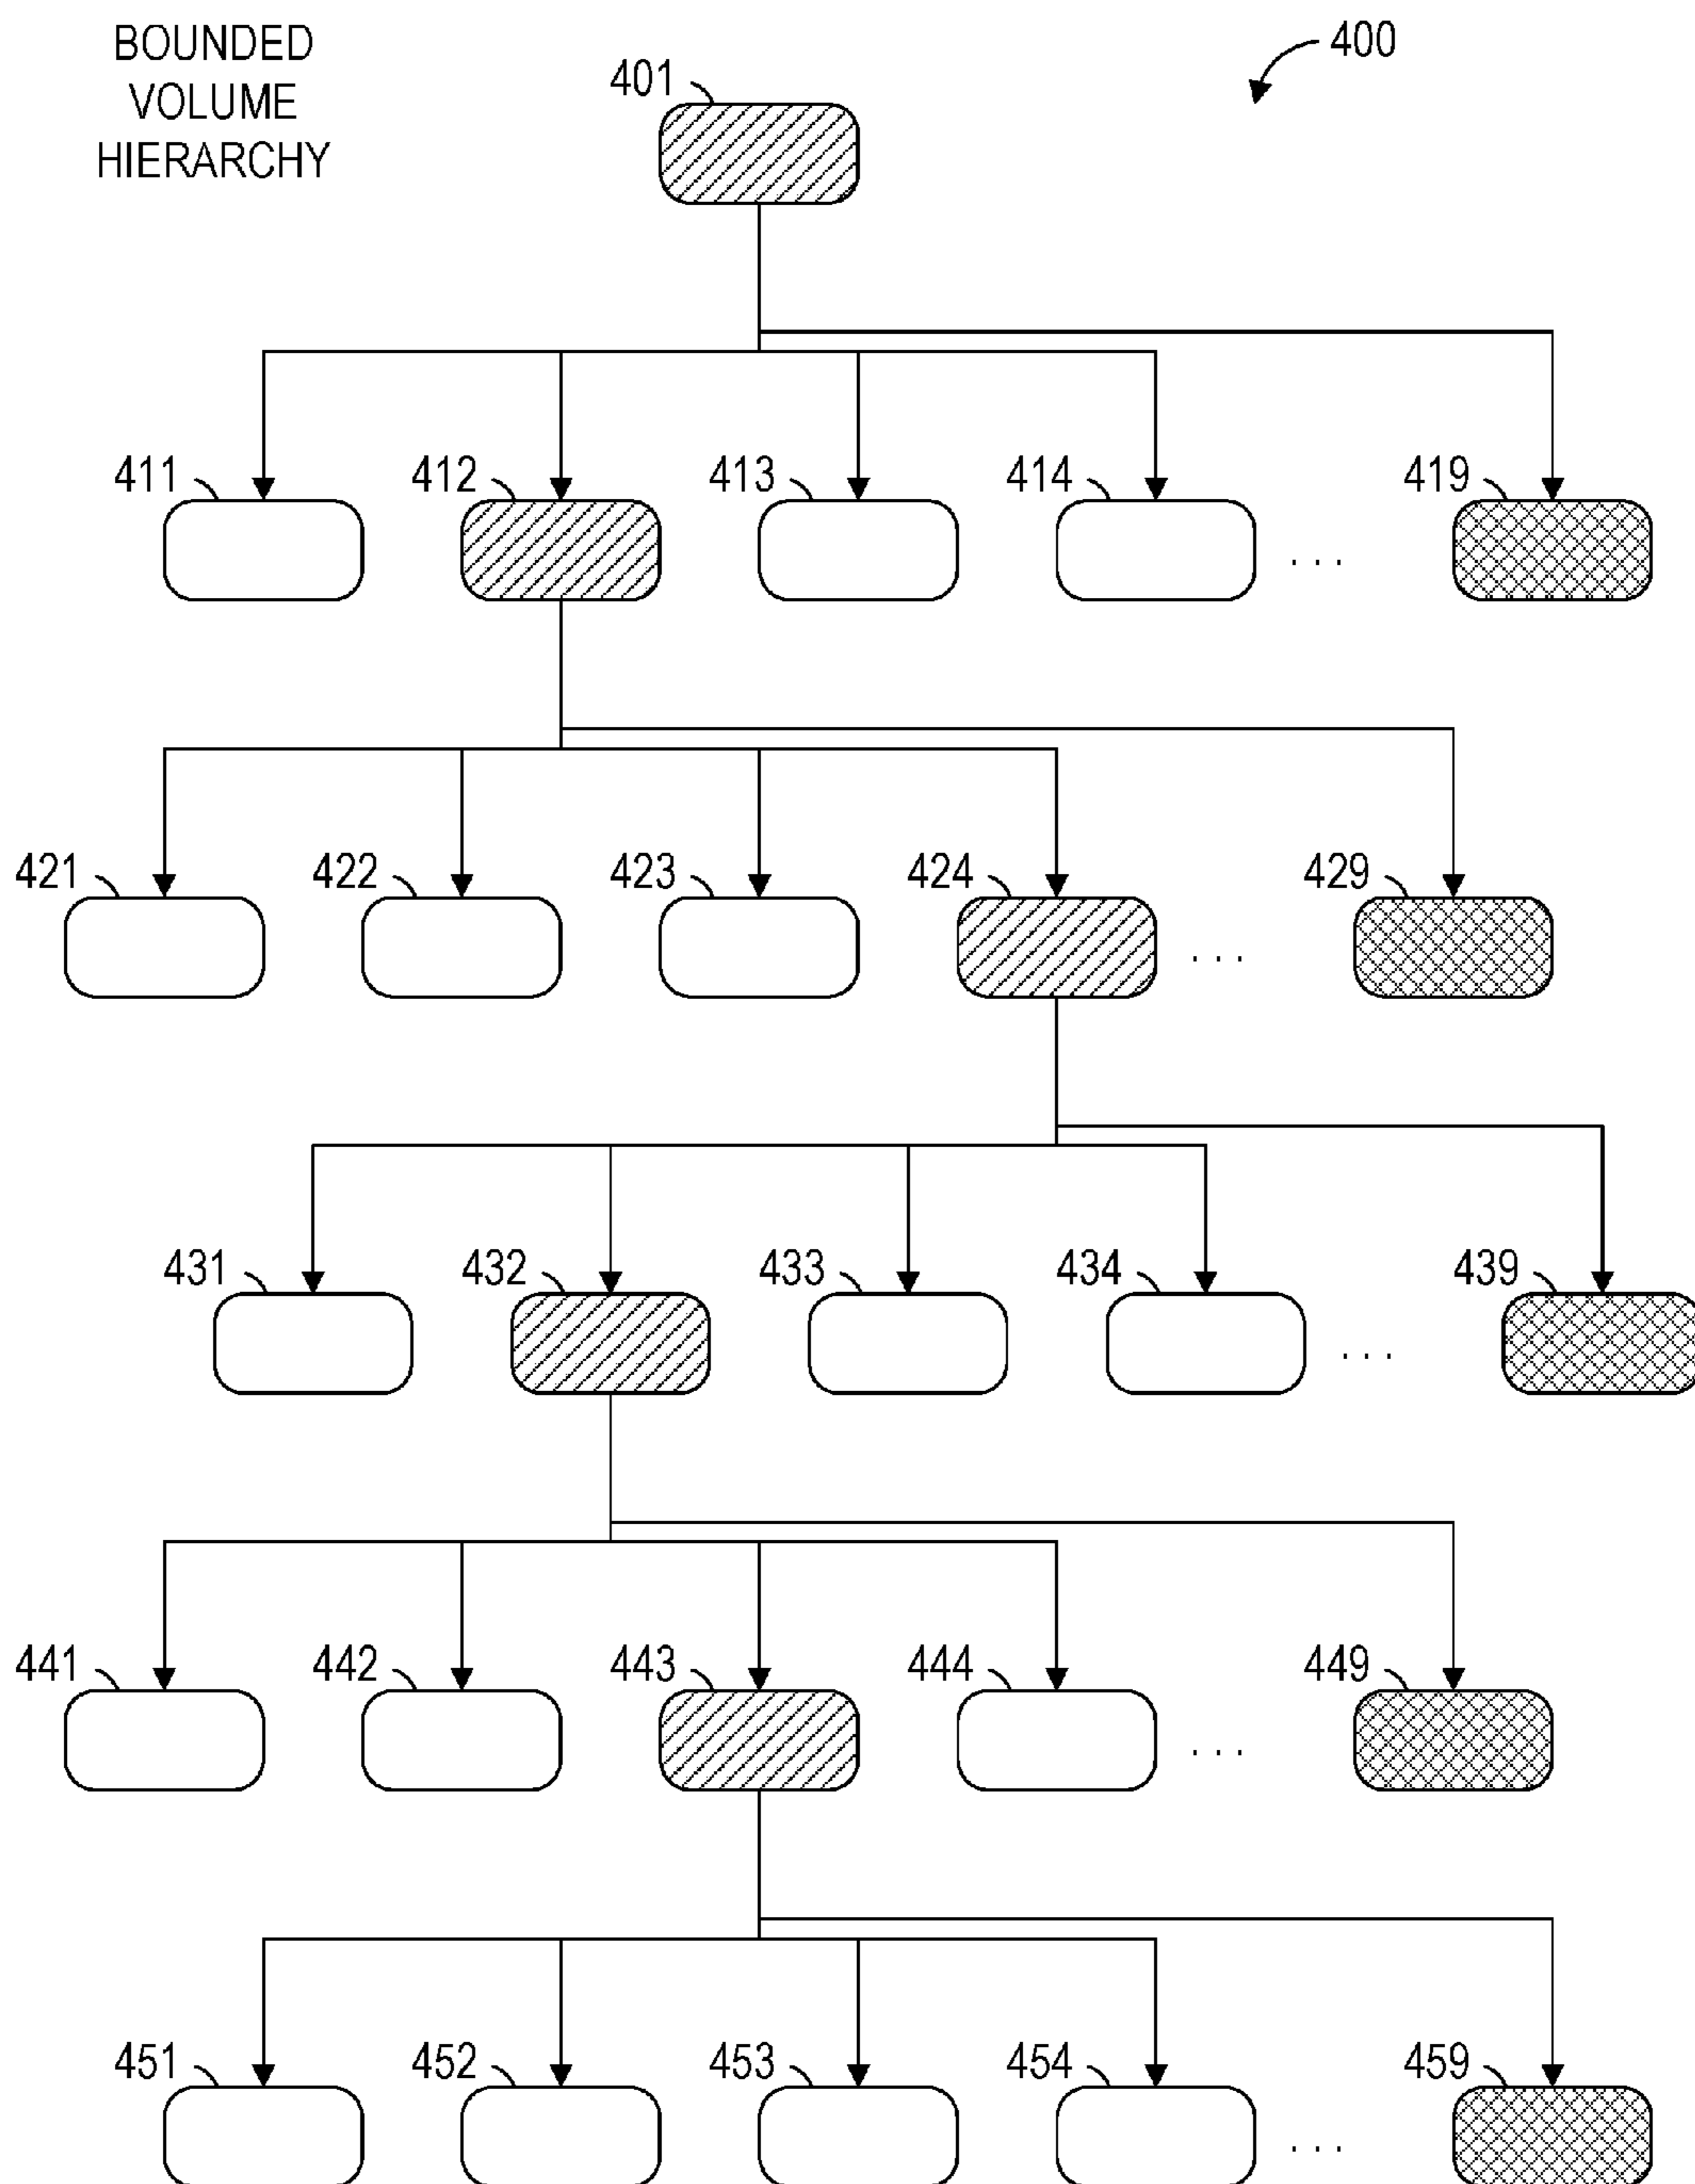 BOUNDED
VOLUME
HIERARCHY
400
401
411 412 413 414 419
. . .
421 422 423 424 429
. . .
431 432 433 434 439
. . .
441 442 443 444 449
. . .
451 452 453 454 459
. . .